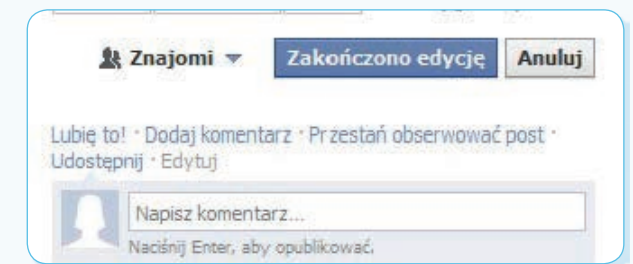 Znajomi Zakończono edycję Anuluj
Lubię to! · Dodaj komentarz · Przestań obserwować post ·
Udostępnij · Edytuj
Napisz komentarz...
Naciśnij Enter, aby opublikować.